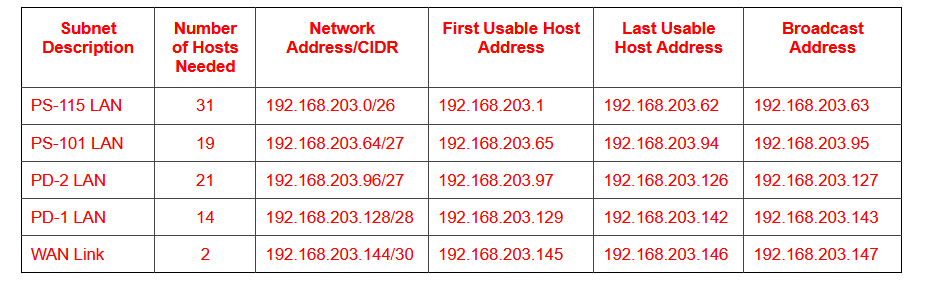 Subnet Description Number of Hosts Needed Network Address/CIDR First Usable Host Address Last Usable Host Address Broadcast Address
PS-115 LAN 31 192.168.203.0/26 192.168.203.1 192.168.203.62 192.168.203.63
PS-101 LAN 19 192.168.203.64/27 192.168.203.65 192.168.203.94 192.168.203.95
PD-2 LAN 21 192.168.203.96/27 192.168.203.97 192.168.203.126 192.168.203.127
PD-1 LAN 14 192.168.203.128/28 192.168.203.129 192.168.203.142 192.168.203.143
WAN Link 2 192.168.203.144/30 192.168.203.145 192.168.203.146 192.168.203.147